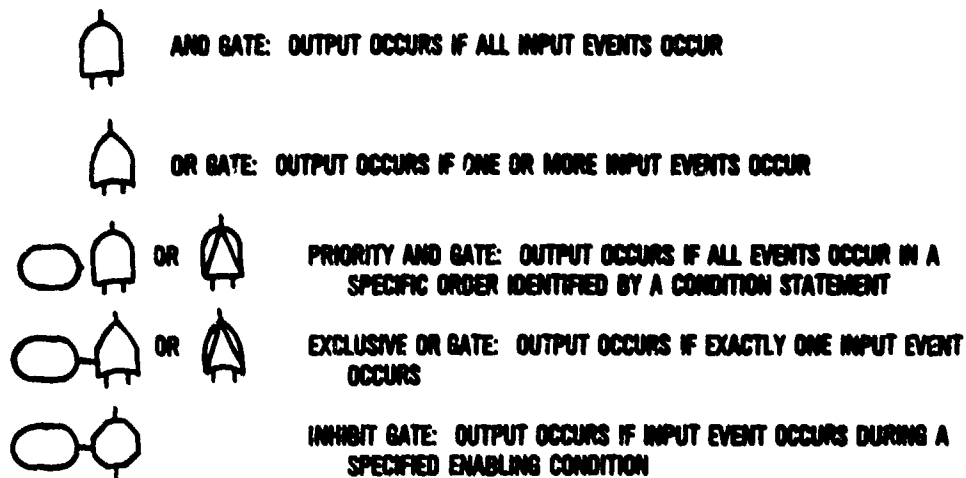 AND GATE: OUTPUT OCCURS IF ALL INPUT EVENTS OCCUR
OR GATE: OUTPUT OCCURS IF ONE OR MORE INPUT EVENTS OCCUR
OR PRIORITY AND GATE: OUTPUT OCCURS IF ALL EVENTS OCCUR IN A
SPECIFIC ORDER IDENTIFIED BY A CONDITION STATEMENT
OR EXCLUSIVE OR GATE: OUTPUT OCCURS IF EXACTLY ONE INPUT EVENT
OCCURS
INHIBIT GATE: OUTPUT OCCURS IF INPUT EVENT OCCURS DURING A
SPECIFIED ENABLING CONDITION